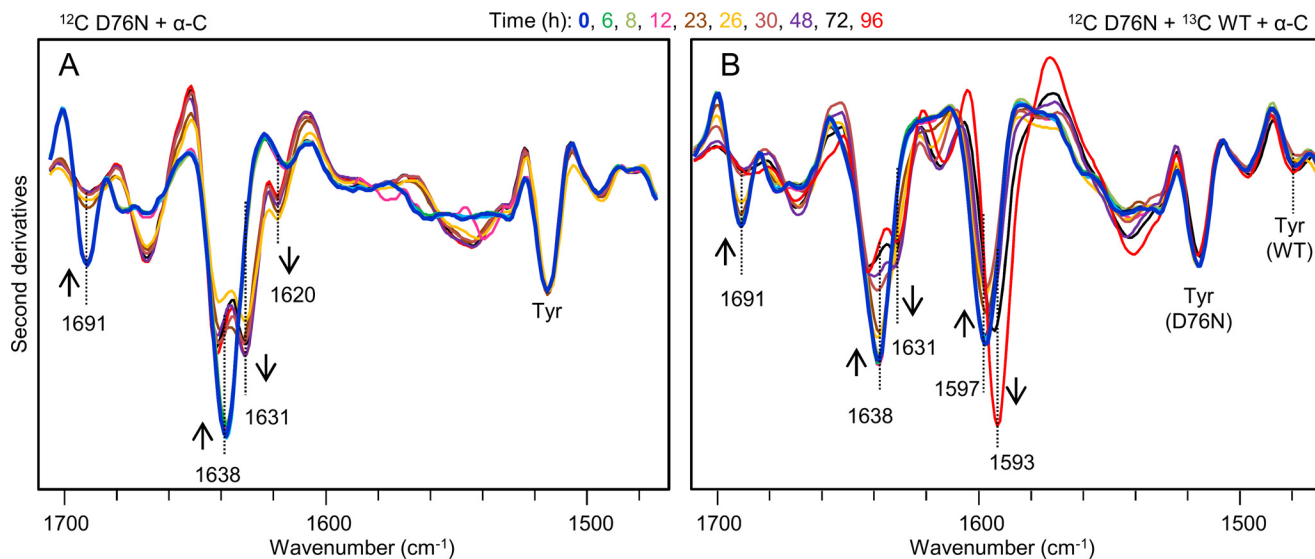 ¹²C D76N + α-C
Time (h): 0, 6, 8, 12, 23, 26, 30, 48, 72, 96
¹²C D76N + ¹³C WT + α-C
A
B
Second derivatives
1691
1638
1631
1620
Tyr
1691
1638
1631
1597
1593
Tyr
(D76N)
Tyr
(WT)
1700
1600
1500
1700
1600
1500
Wavenumber (cm⁻¹)
Wavenumber (cm⁻¹)